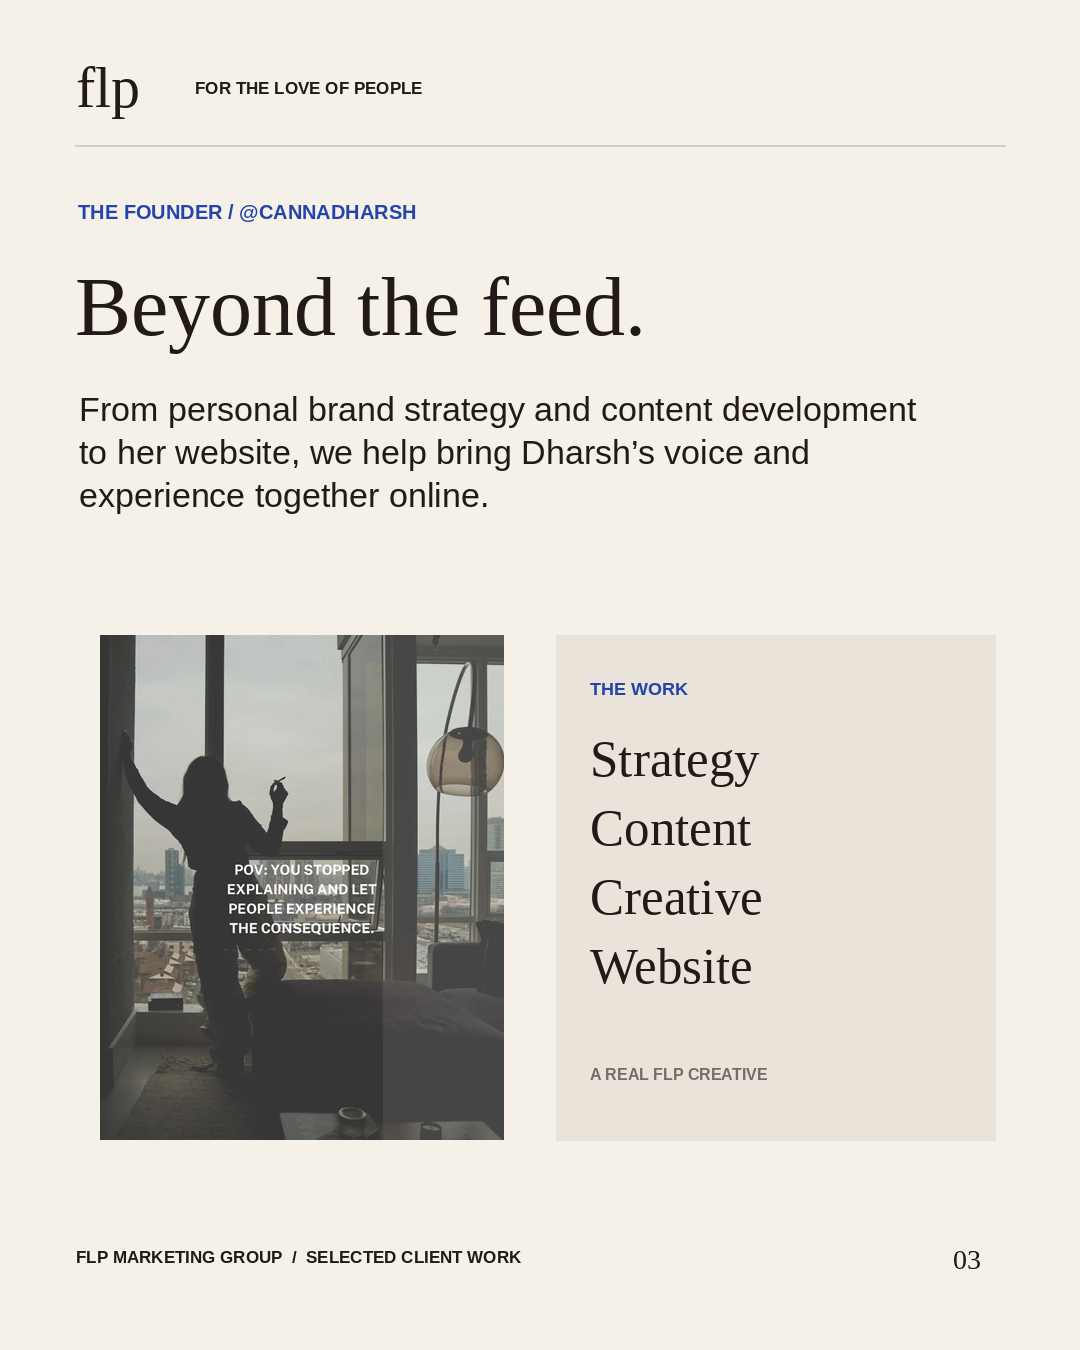 flp
FOR THE LOVE OF PEOPLE
THE FOUNDER / @CANNADHARSH
Beyond the feed.
From personal brand strategy and content development
to her website, we help bring Dharsh’s voice and
experience together online.
POV: YOU STOPPED
EXPLAINING AND LET
PEOPLE EXPERIENCE
THE CONSEQUENCE.
THE WORK
Strategy
Content
Creative
Website
A REAL FLP CREATIVE
FLP MARKETING GROUP / SELECTED CLIENT WORK
03